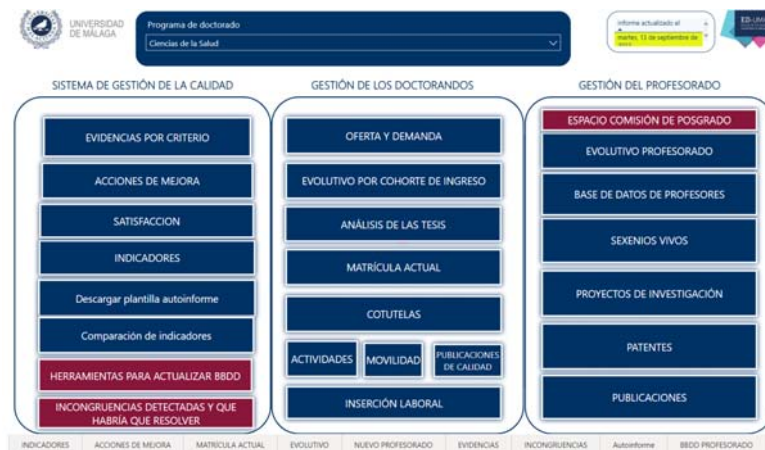 UNIVERSIDAD
DE MÁLAGA
Programa de doctorado
Ciencias de la Salud
Informe actualizado el
martes, 12 de septiembre de
SISTEMA DE GESTIÓN DE LA CALIDAD
EVIDENCIAS POR CRITERIO
ACCIONES DE MEJORA
SATISFACCION
INDICADORES
Descargar plantilla autoinforme
Comparación de indicadores
HERRAMIENTAS PARA ACTUALIZAR BBDD
INCONGRUENCIAS DETECTADAS Y QUE
HABRÍA QUE RESOLVER
GESTIÓN DE LOS DOCTORANDOS
OFERTA Y DEMANDA
EVOLUTIVO POR COHORTE DE INGRESO
ANÁLISIS DE LAS TESIS
MATRÍCULA ACTUAL
COTUTELAS
ACTIVIDADES
MOVILIDAD
PUBLICACIONES
DE CALIDAD
INSERCIÓN LABORAL
GESTIÓN DEL PROFESORADO
ESPACIO COMISIÓN DE POSGRADO
EVOLUTIVO PROFESORADO
BASE DE DATOS DE PROFESORES
SEXENIOS VIVOS
PROYECTOS DE INVESTIGACIÓN
PATENTES
PUBLICACIONES
INDICADORES ACCIONES DE MEJORA MATRÍCULA ACTUAL EVOLUTIVO NUEVO PROFESORADO EVIDENCIAS INCONGRUENCIAS Autoinforme BBDD PROFESORADO